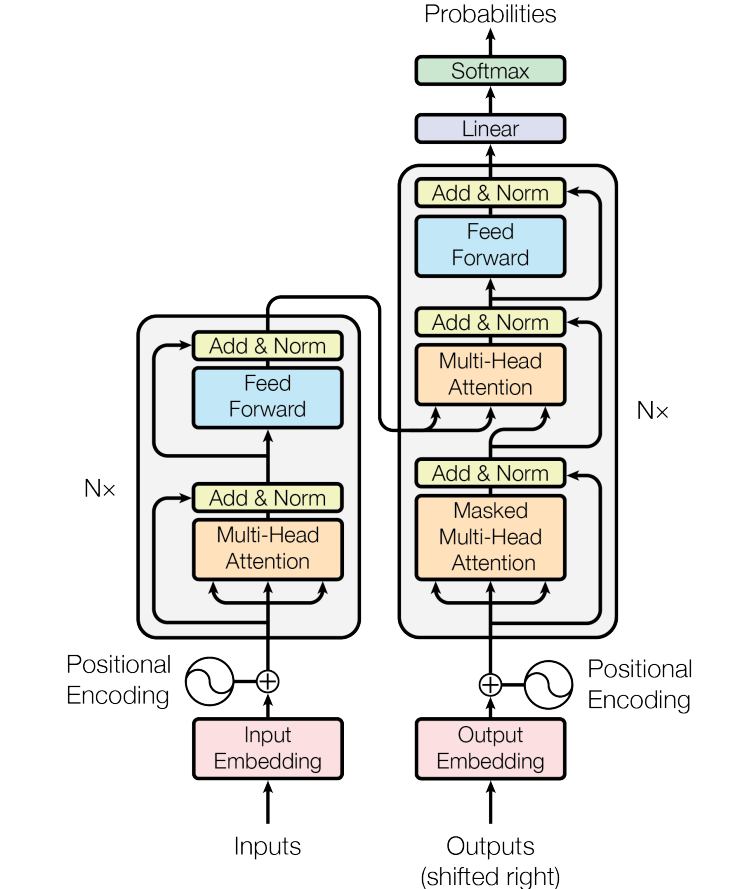 Probabilities
Softmax
Linear
Add & Norm
Feed
Forward
Add & Norm
Multi-Head
Attention
Add & Norm
Masked
Multi-Head
Attention
N×
Add & Norm
Feed
Forward
Add & Norm
Multi-Head
Attention
N×
Positional
Encoding
Positional
Encoding
Input
Embedding
Output
Embedding
Inputs
Outputs
(shifted right)